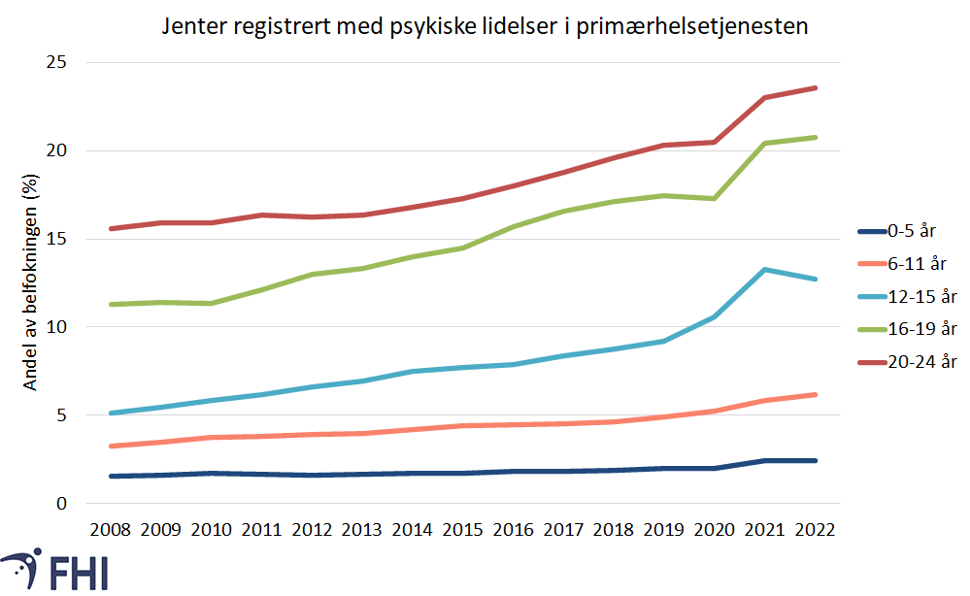 Jenter registrert med psykiske lidelser i primærhelsetjenesten
Andel av belfokningen (%)
25
20
15
10
5
0
2008 2009 2010 2011 2012 2013 2014 2015 2016 2017 2018 2019 2020 2021 2022
0-5 år
6-11 år
12-15 år
16-19 år
20-24 år
FHI